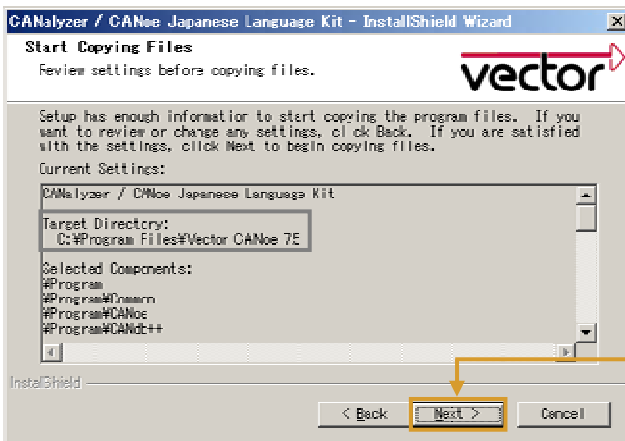 CANalyzer / CANoe Japanese Language Kit - InstallShield Wizard
Start Copying Files
Review settings before copying files.
vector
Setup has enough information to start copying the program files. If you
want to review or change any settings, click Back. If you are satisfied
with the settings, click Next to begin copying files.
Current Settings:
CANalyzer / CANoe Japanese Language Kit
Target Directory:
C:¥Program Files¥Vector CANoe 75
Selected Components:
¥Program
¥Program¥Common
¥Program¥CANoe
¥Program¥CANdb++
InstallShield
< Back
Next >
Cancel